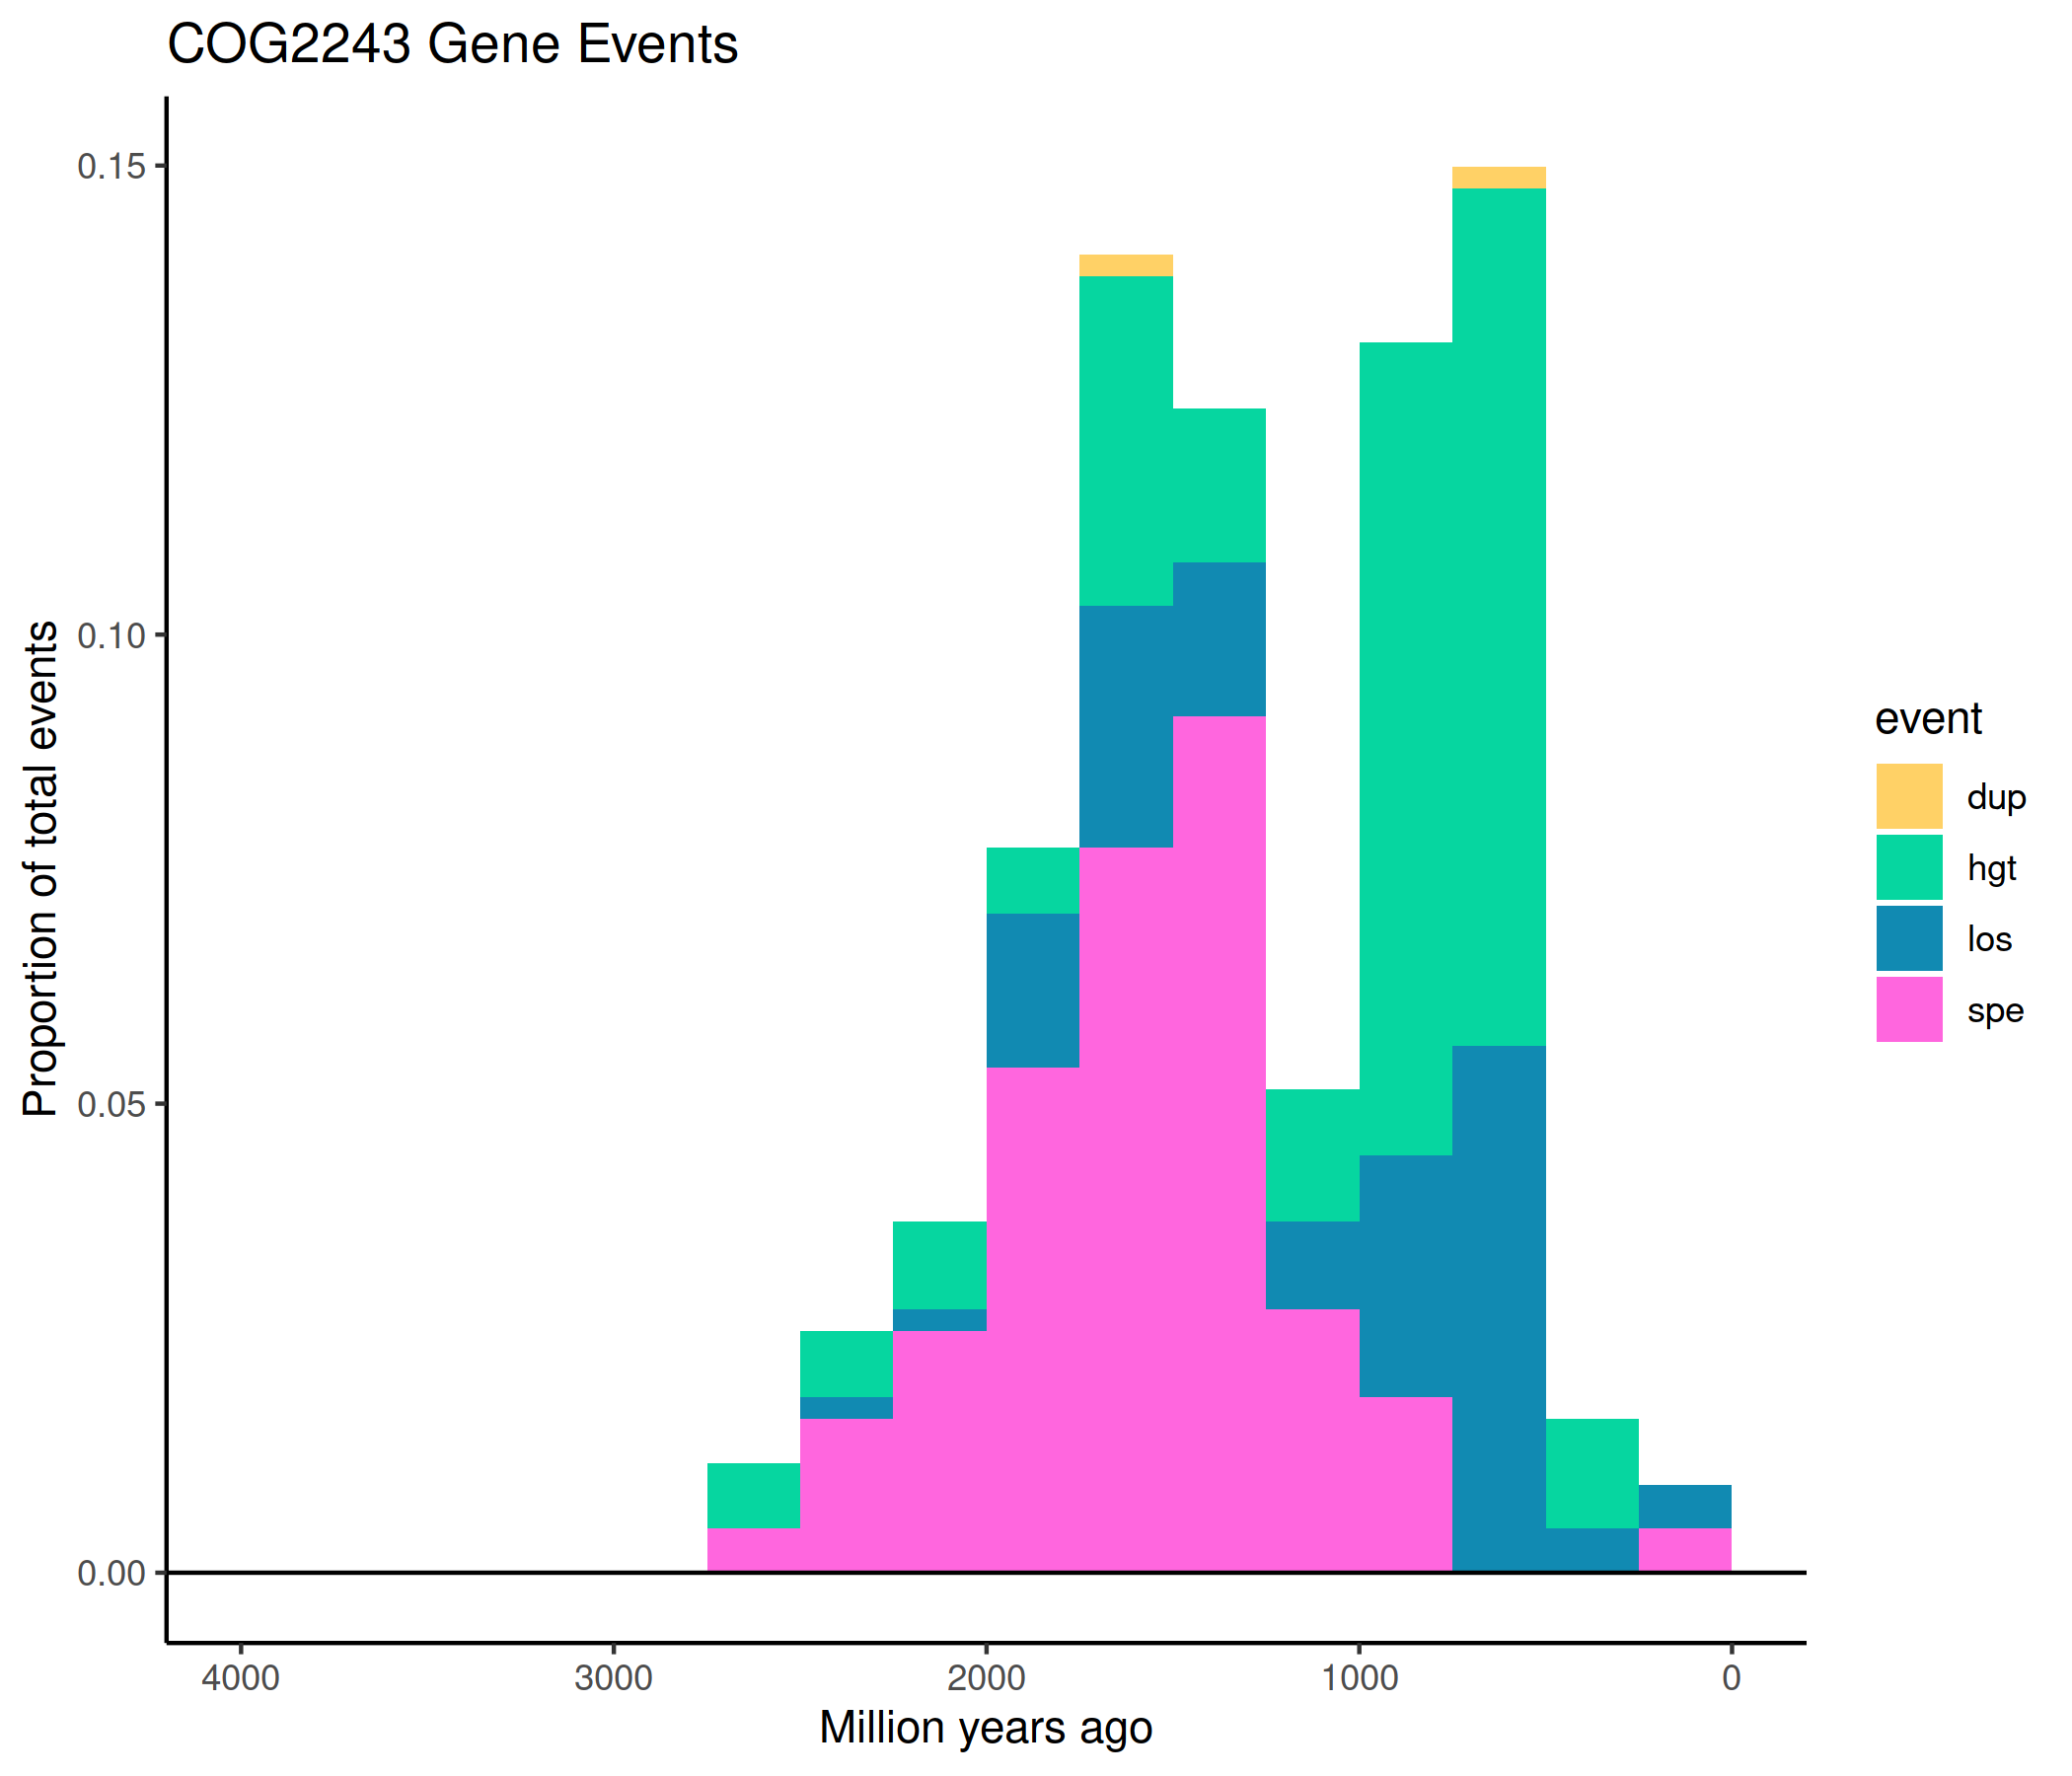 COG2243 Gene Events
Proportion of total events
0.15
0.10
0.05
0.00
4000 3000 2000 1000 0
Million years ago
event
dup
hgt
los
spe